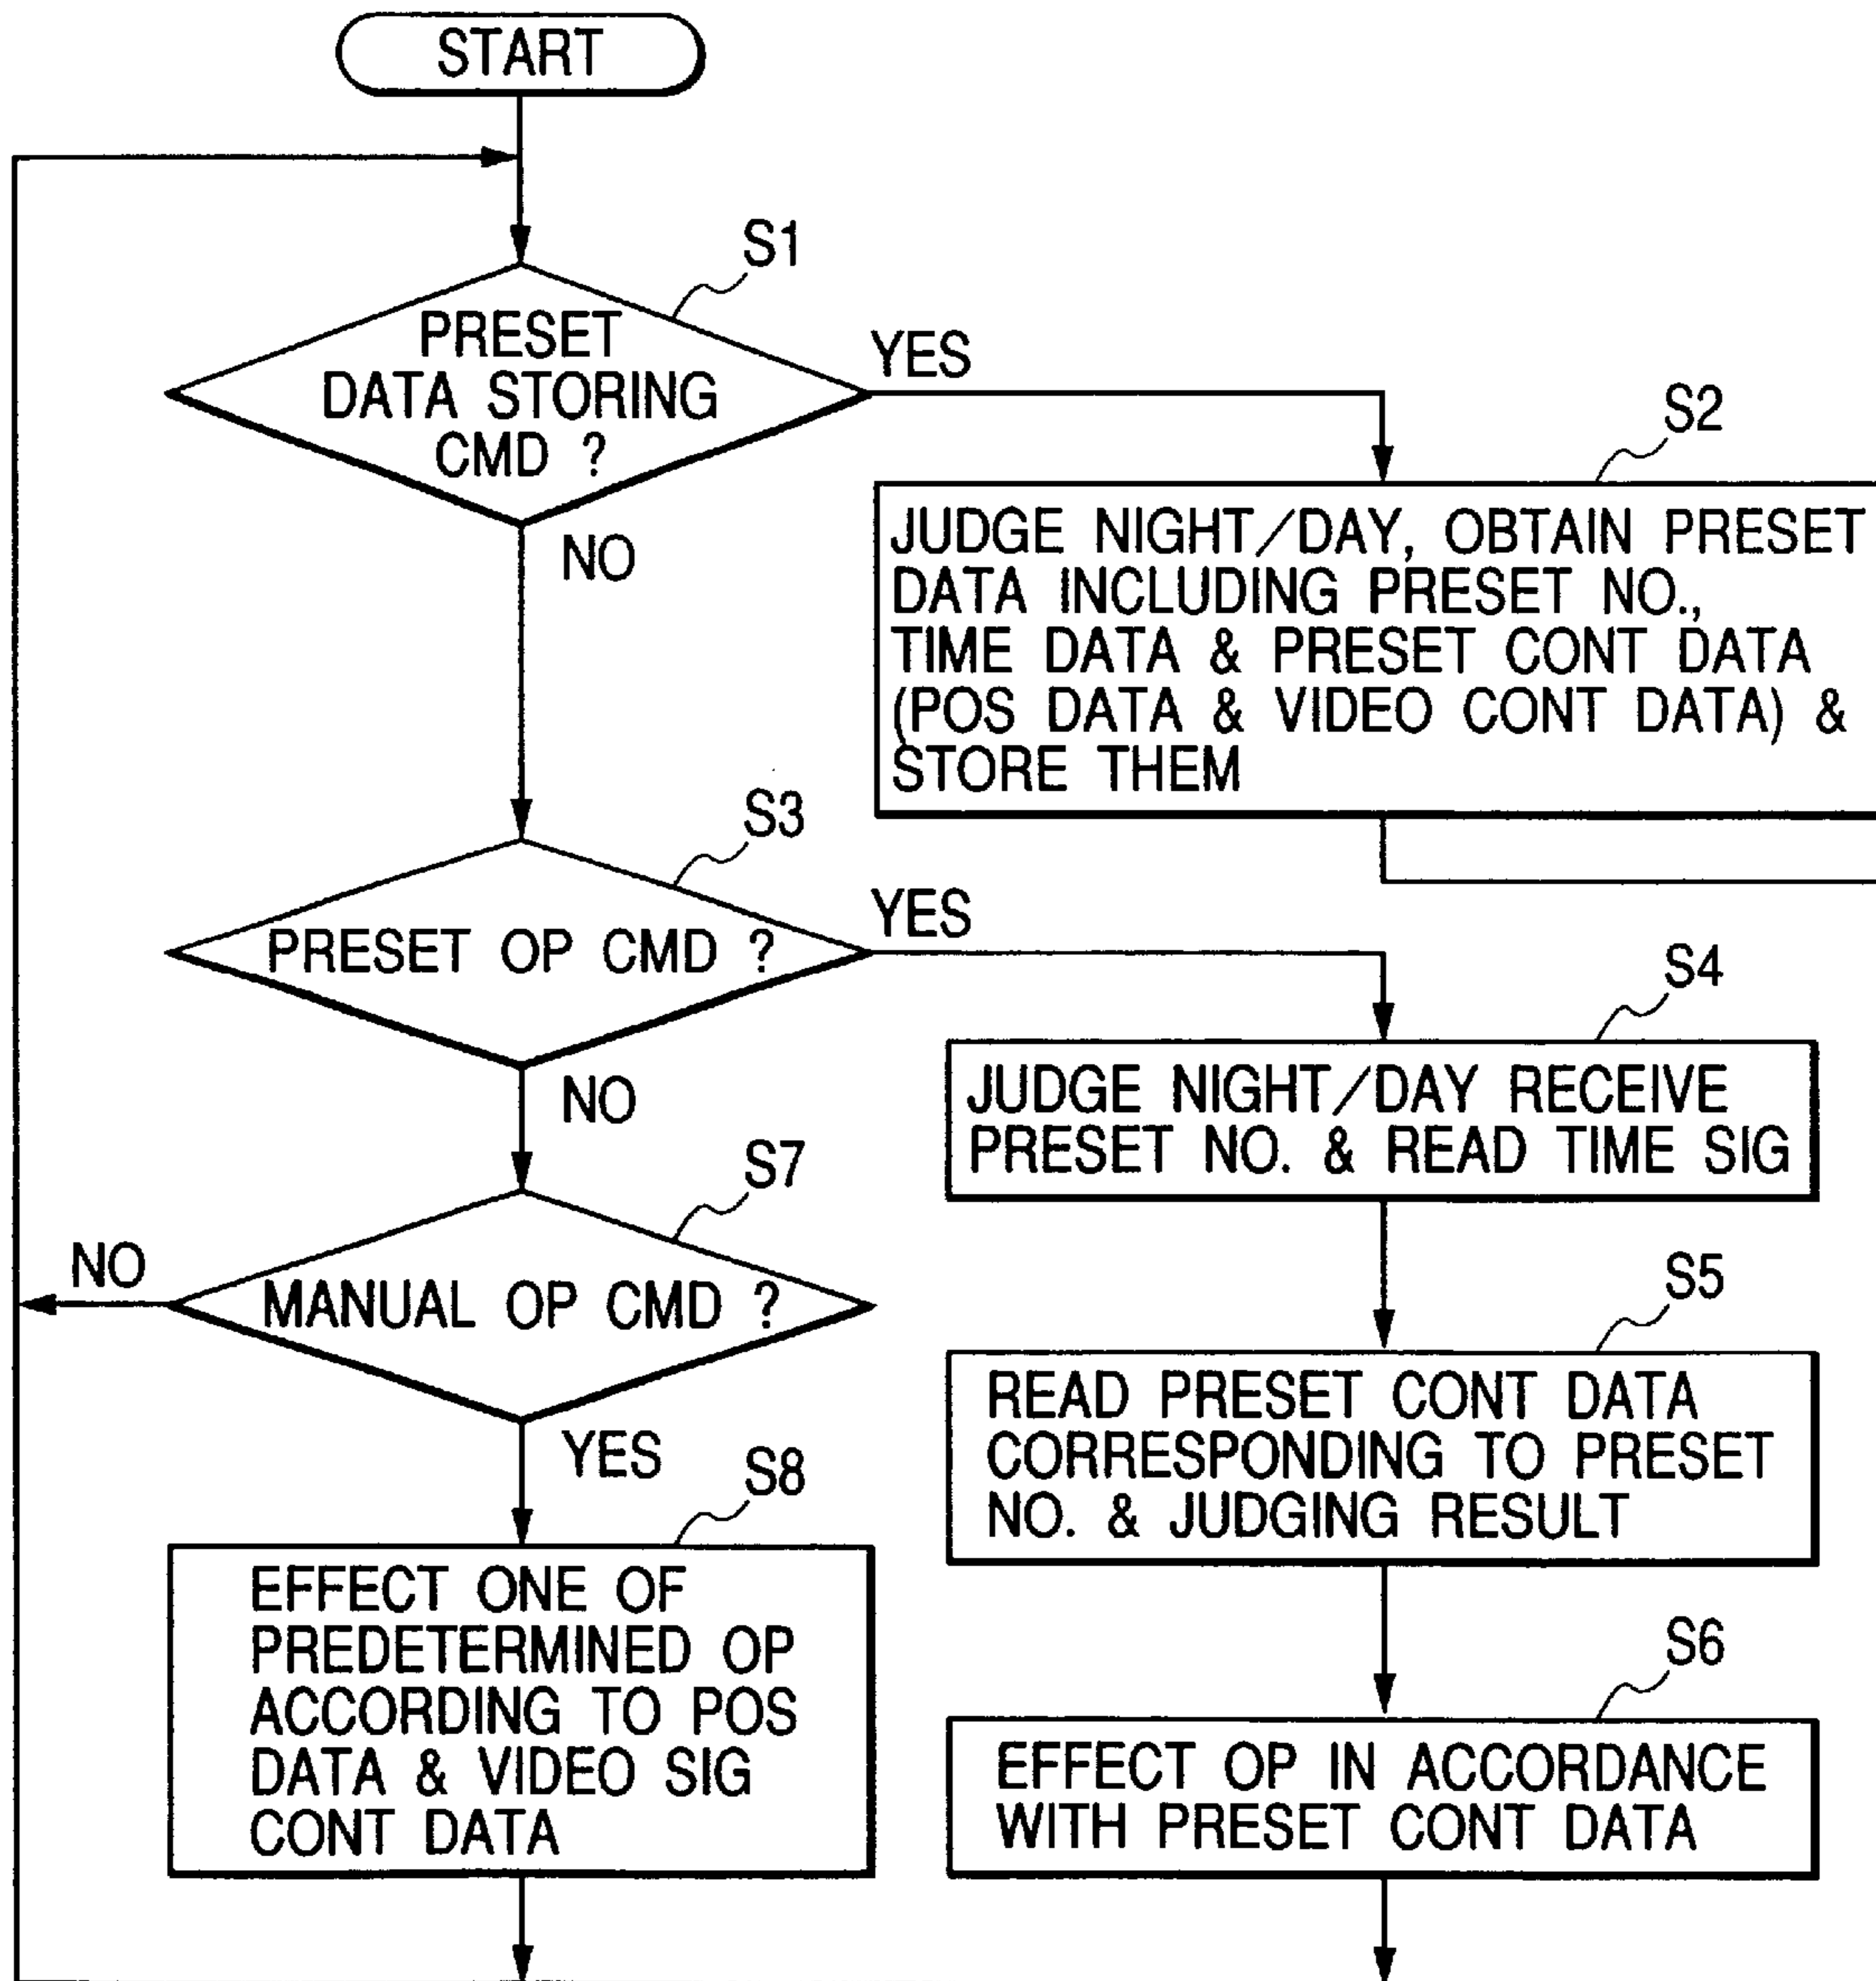 START
S1
PRESET
DATA STORING
CMD ?
YES
NO
S2
JUDGE NIGHT/DAY, OBTAIN PRESET
DATA INCLUDING PRESET NO.,
TIME DATA & PRESET CONT DATA
(POS DATA & VIDEO CONT DATA) &
STORE THEM
S3
PRESET OP CMD ?
YES
NO
S4
JUDGE NIGHT/DAY RECEIVE
PRESET NO. & READ TIME SIG
S7
MANUAL OP CMD ?
NO
YES
S5
READ PRESET CONT DATA
CORRESPONDING TO PRESET
NO. & JUDGING RESULT
S8
EFFECT ONE OF
PREDETERMINED OP
ACCORDING TO POS
DATA & VIDEO SIG
CONT DATA
S6
EFFECT OP IN ACCORDANCE
WITH PRESET CONT DATA